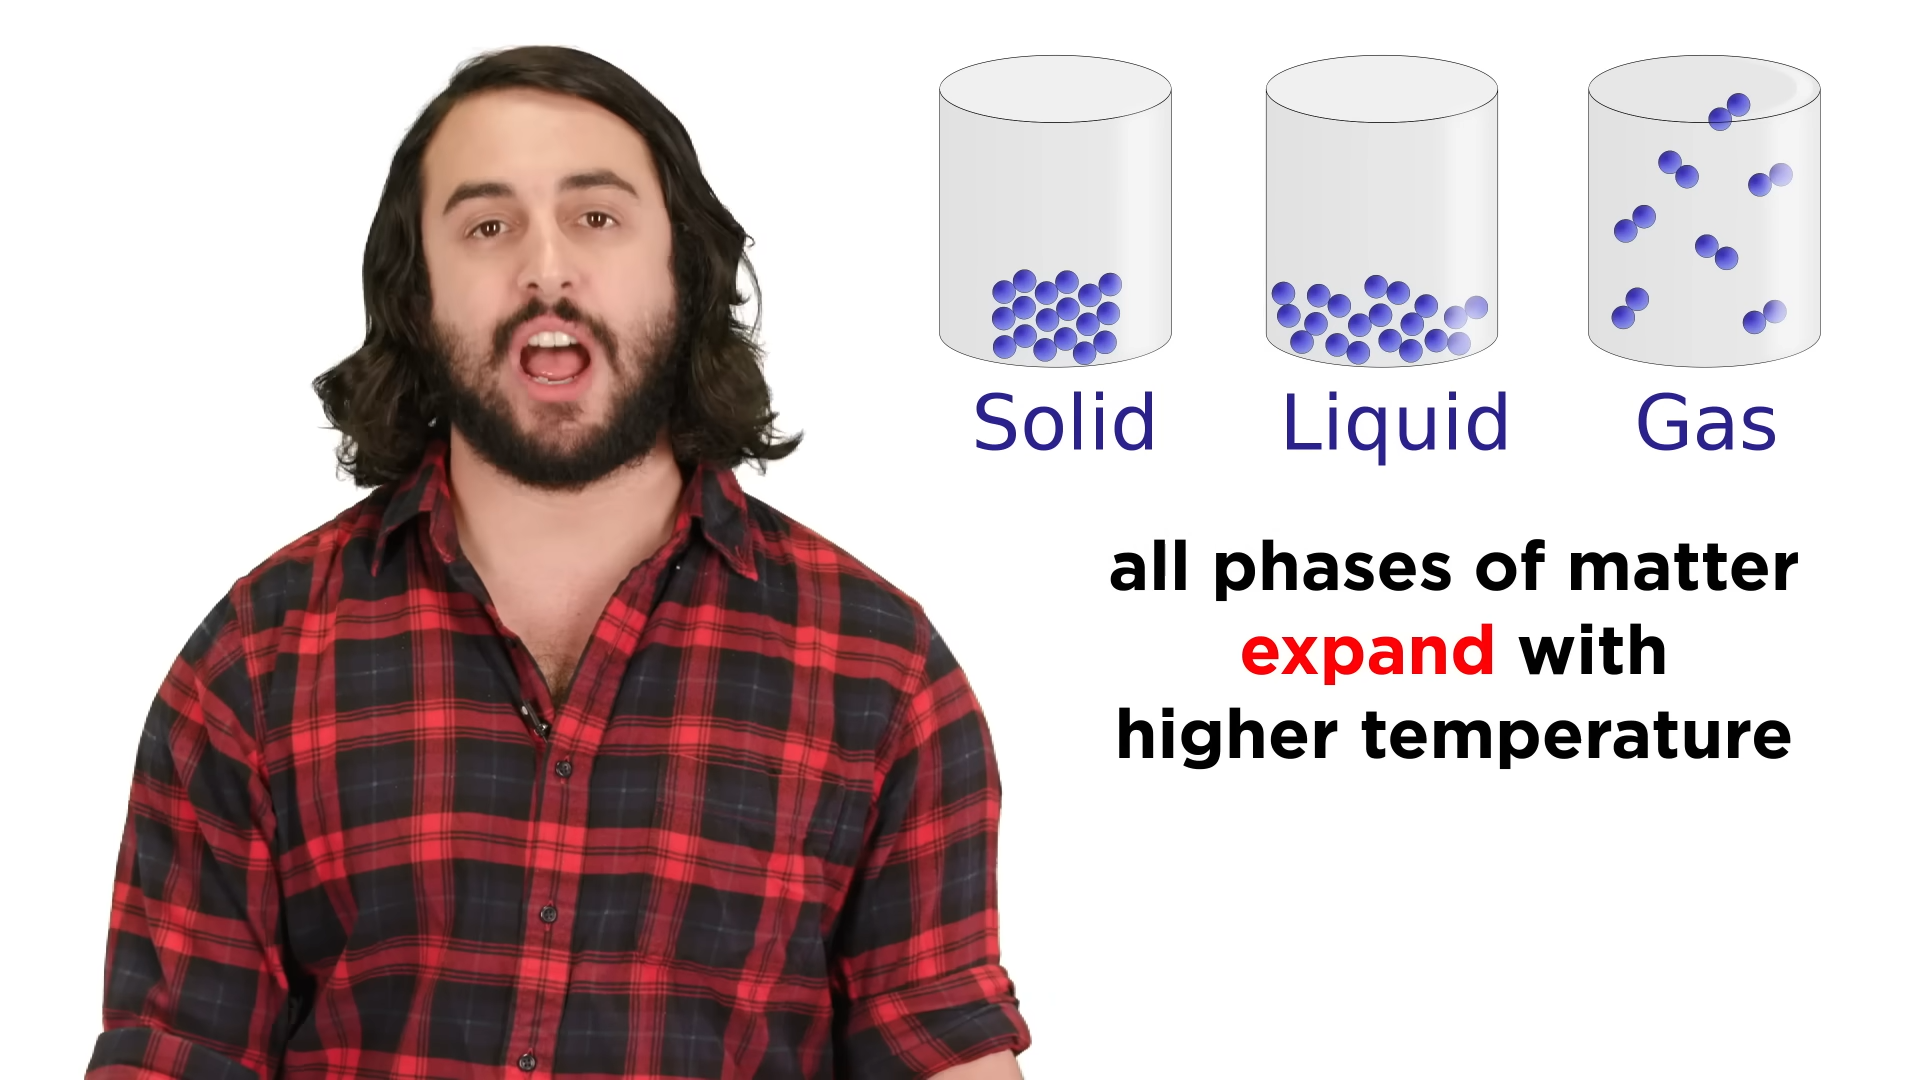 Solid Liquid Gas
all phases of matter
expand with
higher temperature